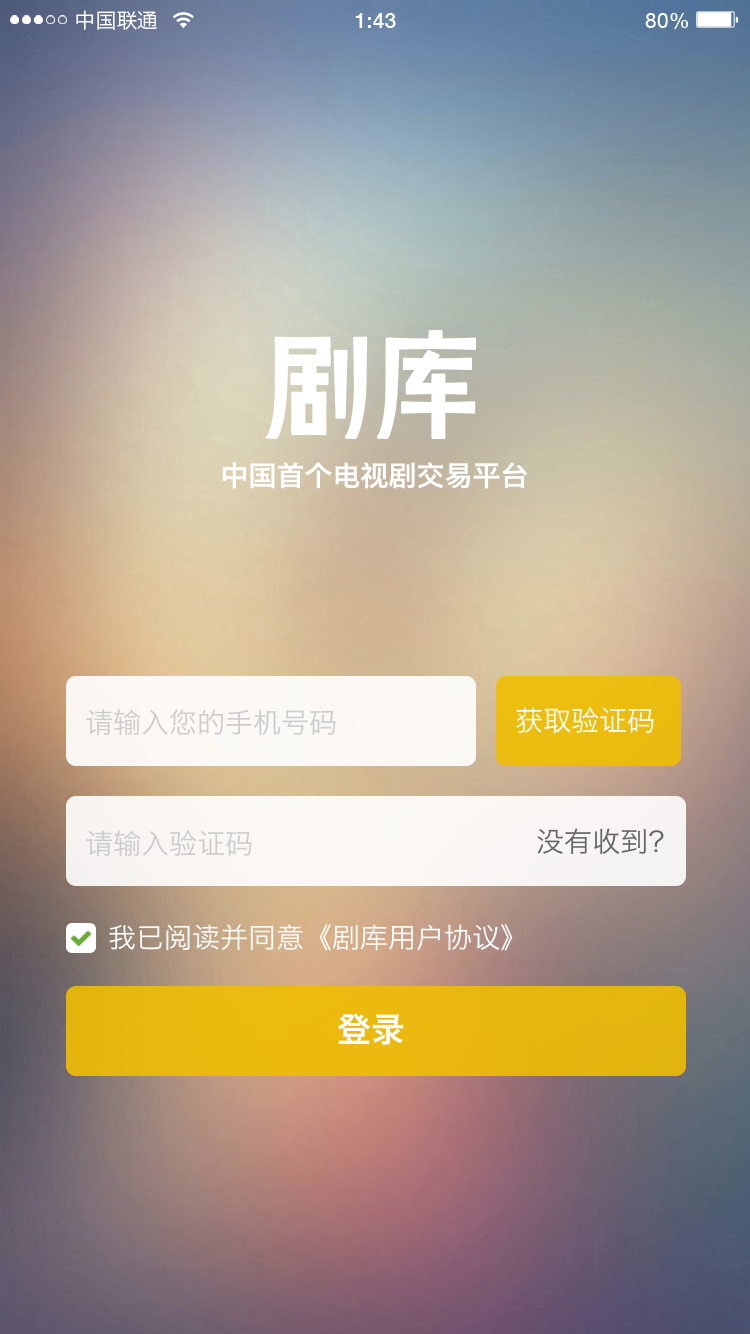 中国联通 1:43 80%
剧库
中国首个电视剧交易平台
请输入您的手机号码 获取验证码
请输入验证码 没有收到?
我已阅读并同意《剧库用户协议》
登录